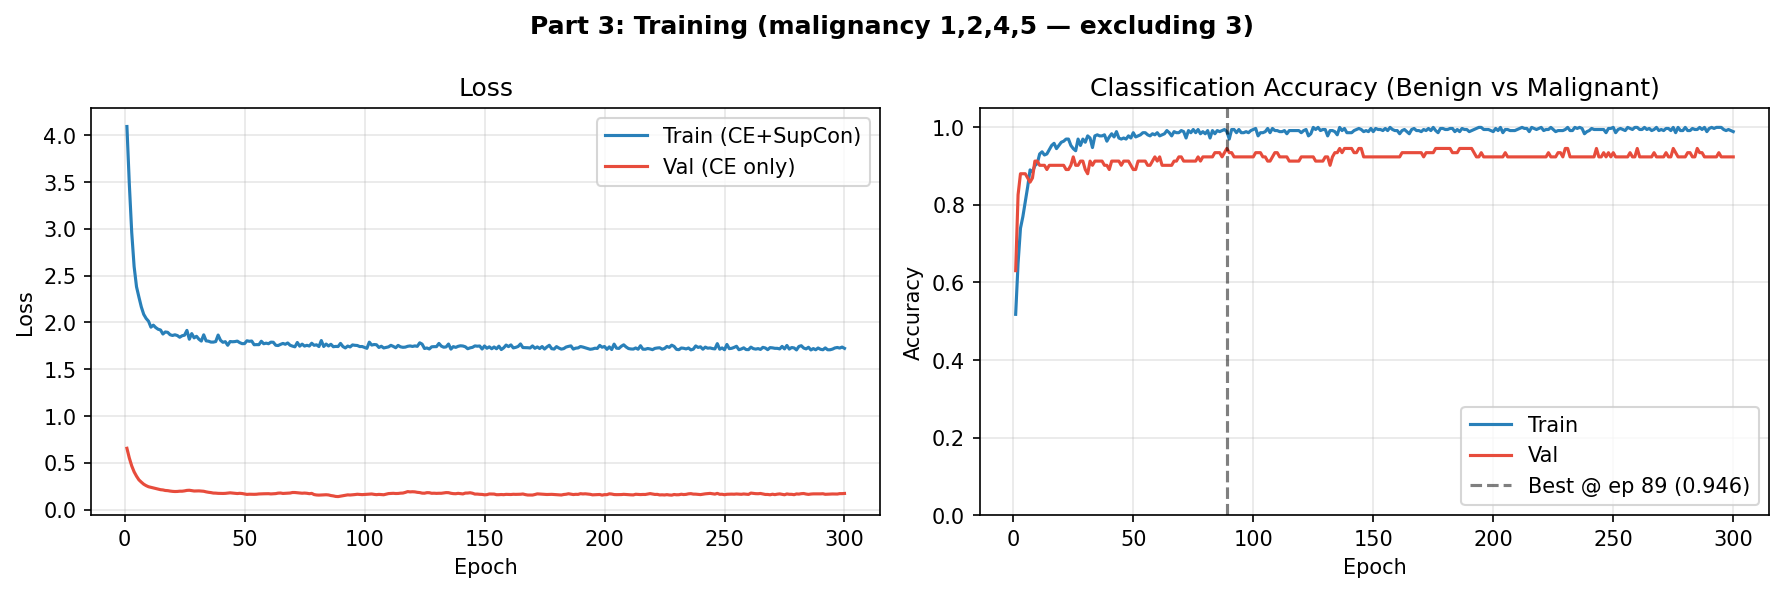 Part 3: Training (malignancy 1,2,4,5 — excluding 3)
Loss
Train (CE+SupCon)
Val (CE only)
Loss
4.0
3.5
3.0
2.5
2.0
1.5
1.0
0.5
0.0
0 50 100 150 200 250 300
Epoch
Classification Accuracy (Benign vs Malignant)
Accuracy
1.0
0.8
0.6
0.4
0.2
0.0
Train
Val
Best @ ep 89 (0.946)
0 50 100 150 200 250 300
Epoch